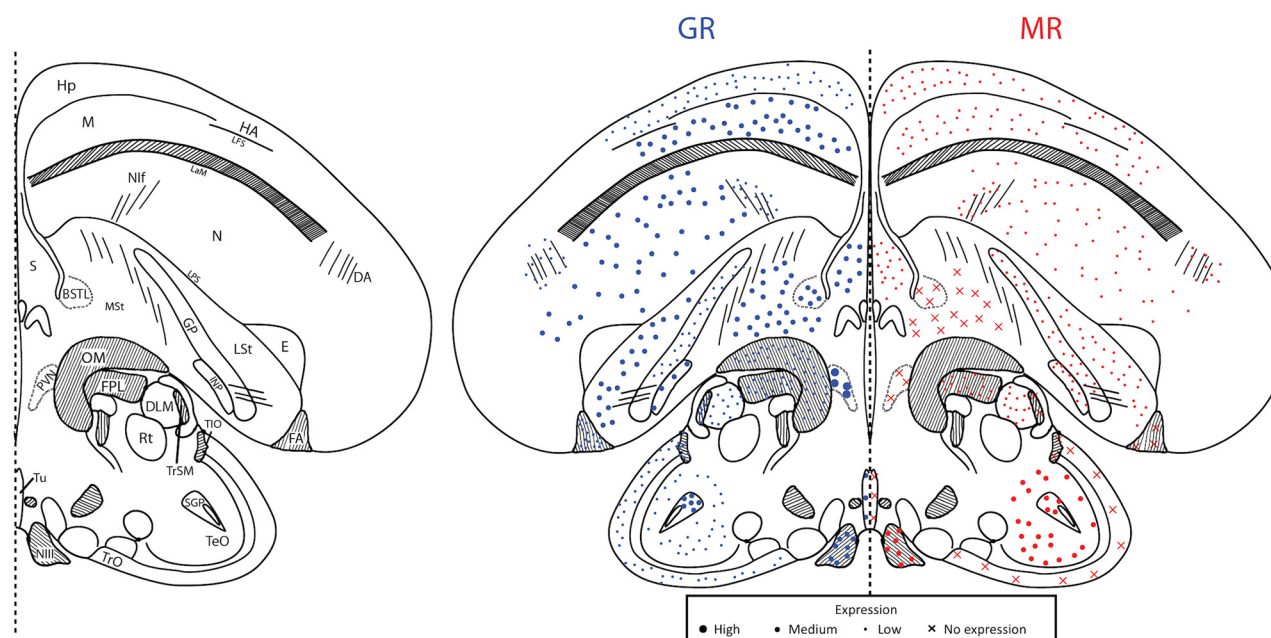 GR
MR
Hp
M
HA
LFS
LaM
NIf
N
DA
S
LPS
BSTL
MSt
GP
LSt
E
OM
PVN
FPL
INP
DLM
TIO
Rt
FA
TrSM
Tu
SGP
TeO
NIII
TrO
Expression
High
Medium
Low
No expression